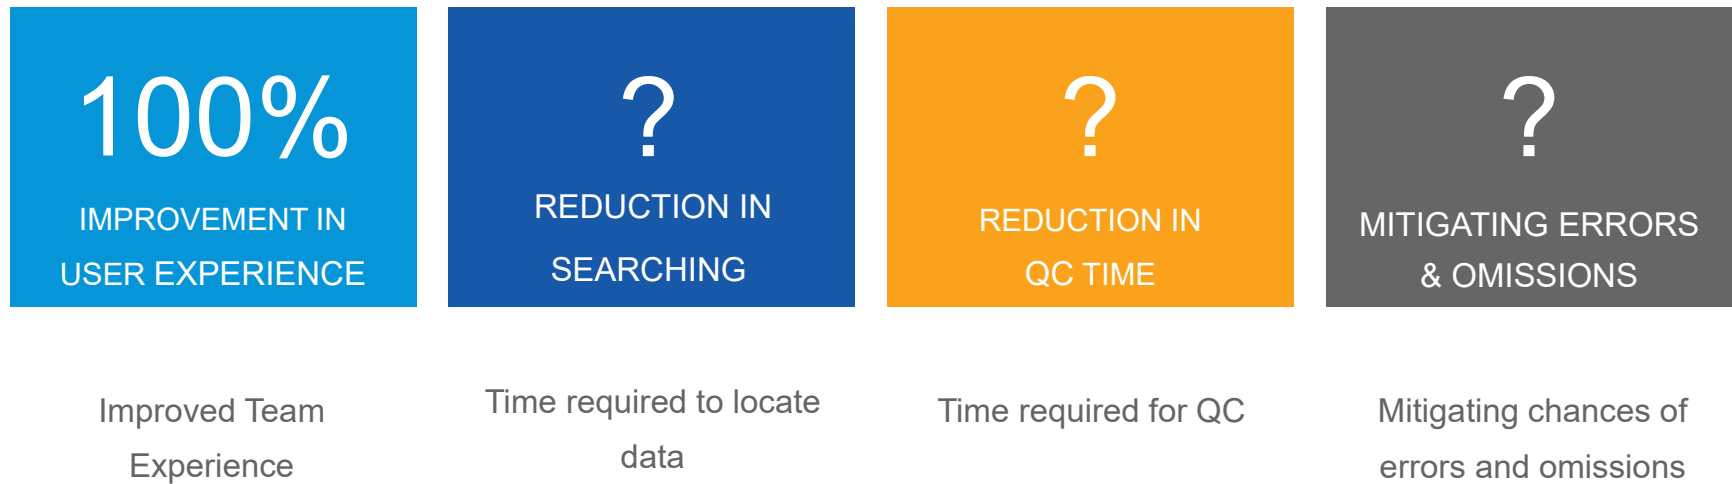 100%
IMPROVEMENT IN
USER EXPERIENCE
Improved Team
Experience
?
REDUCTION IN
SEARCHING
Time required to locate
data
?
REDUCTION IN
QC TIME
Time required for QC
?
MITIGATING ERRORS
& OMISSIONS
Mitigating chances of
errors and omissions